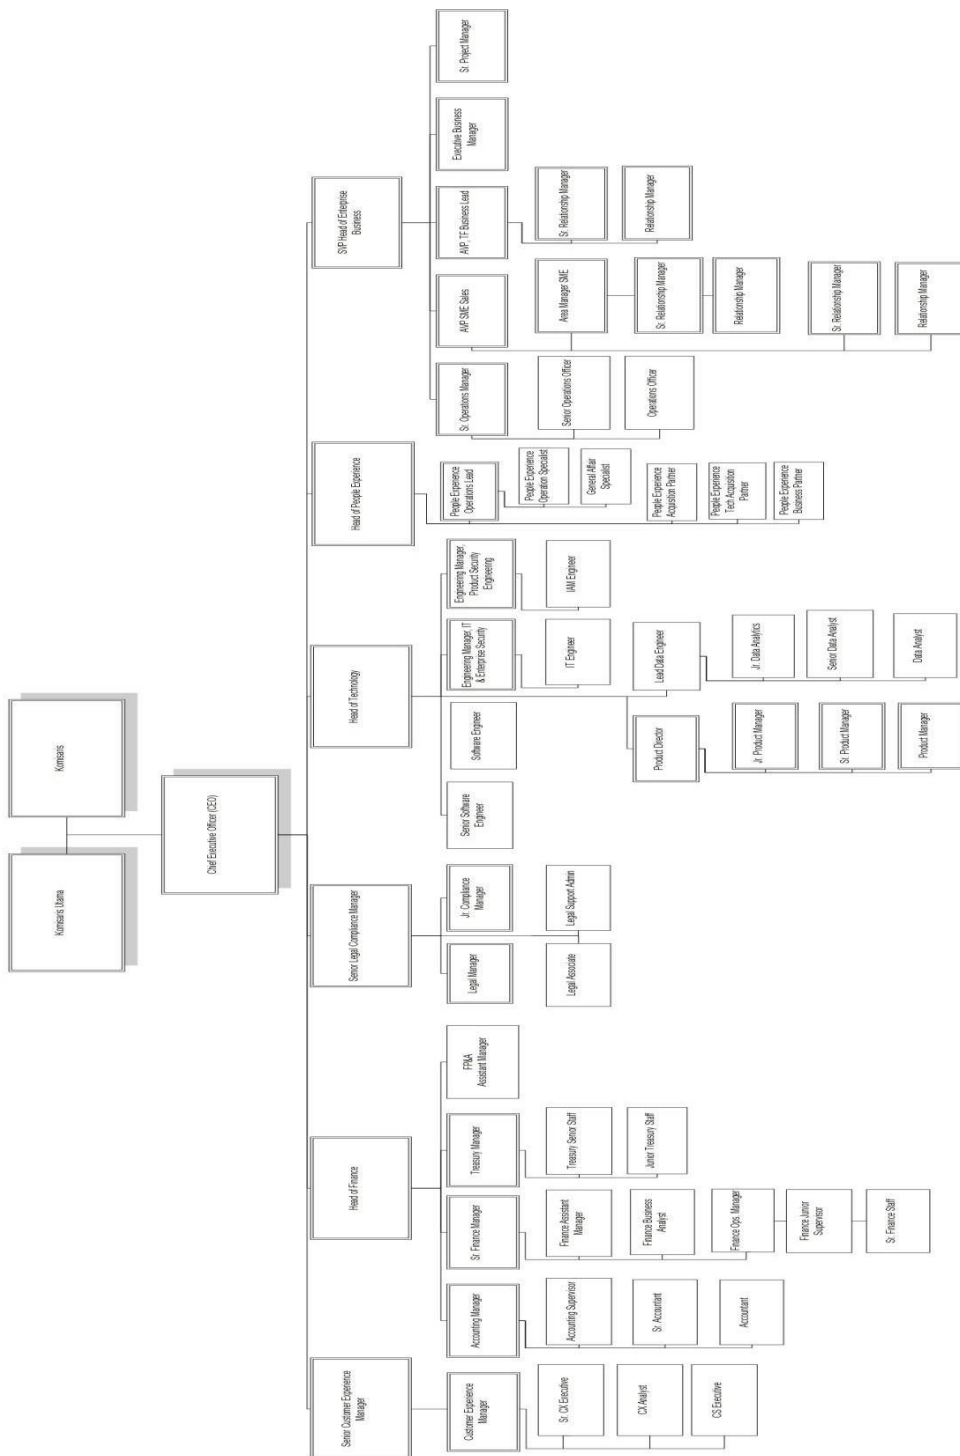 Komisaris Utama
Komisaris
Chief Executive Officer (CEO)
Senior Customer Experience
Manager
Head of Finance
Senior Legal Compliance Manager
Head of Technology
Head of People Experience
SVP Head of Enterprise
Business
Customer Experience
Manager
Sr. CX Executive
CX Analyst
CS Executive
Accounting Manager
Accounting Supervisor
Sr. Accountant
Accountant
Sr. Finance Manager
Finance Assistant
Manager
Finance Business
Analyst
Finance Ops. Manager
Finance Junior
Supervisor
Sr. Finance Staff
Treasury Manager
Treasury Senior Staff
Junior Treasury Staff
FP&A
Assistant Manager
Legal Manager
Jr. Compliance
Manager
Legal Associate
Legal Support Admin
Senior Software
Engineer
Software Engineer
Engineering Manager, IT
& Enterprise Security
IT Engineer
Engineering Manager,
Product Security
Engineering
IAM Engineer
Product Director
Jr. Product Manager
Sr. Product Manager
Product Manager
Lead Data Engineer
Jr. Data Analytics
Senior Data Analyst
Data Analyst
People Experience
Operations Lead
People Experience
Operation Specialist
General Affair
Specialist
People Experience
Acquisition Partner
People Experience
Tech Acquisition
Partner
People Experience
Business Partner
Sr. Operations Manager
Senior Operations Officer
Operations Officer
AVP SME Sales
Area Manager SME
Sr. Relationship Manager
Relationship Manager
Sr. Relationship Manager
Relationship Manager
AVP, TF Business Lead
Sr. Relationship Manager
Relationship Manager
Executive Business
Manager
Sr. Project Manager